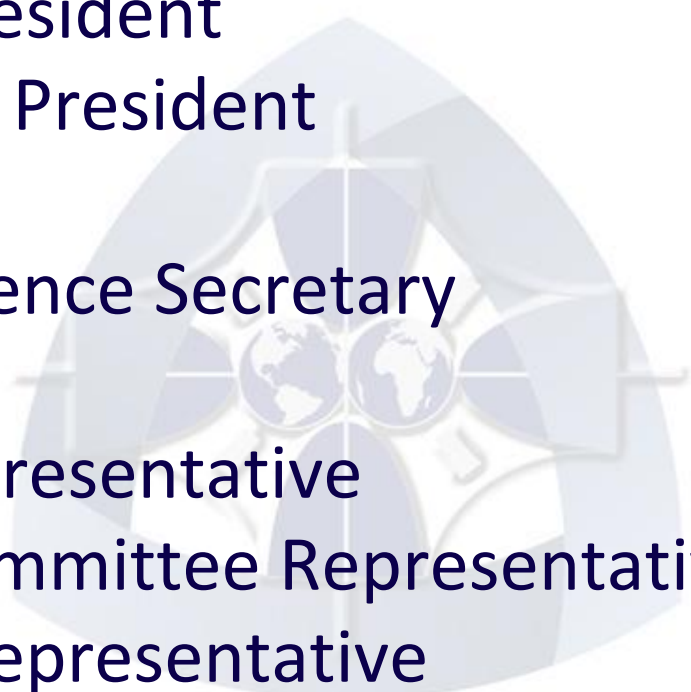 esident
President
ence Secretary
resentative
mmittee Representati
epresentative